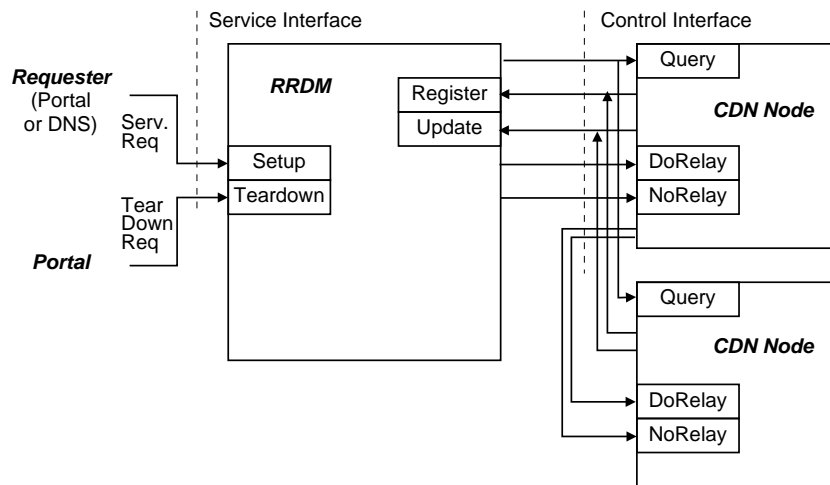 Service Interface
Control Interface
Requester
(Portal
or DNS)
Serv.
Req
Tear
Down
Req
Portal
RRDM
Register
Update
Setup
Teardown
Query
CDN Node
DoRelay
NoRelay
Query
CDN Node
DoRelay
NoRelay